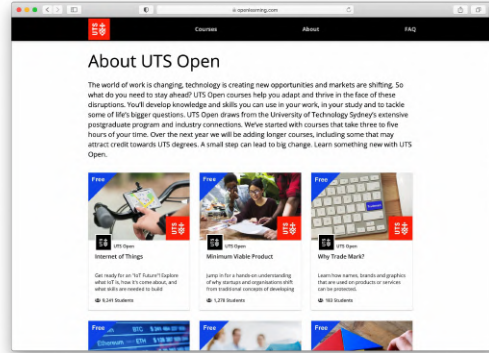 openlearning.com
UTS
Courses
About
FAQ
About UTS Open
The world of work is changing, technology is creating new opportunities and markets are shifting. So
what do you need to stay ahead? UTS Open courses help you adapt and thrive in the face of these
disruptions. You'll develop knowledge and skills you can use in your work, in your study and to tackle
some of life's bigger questions. UTS Open draws from the University of Technology Sydney's extensive
postgraduate program and industry connections. We've started with courses that take three to five
hours of your time. Over the next year we will be adding longer courses, including some that may
attract credit towards UTS degrees. A small step can lead to big change. Learn something new with UTS
Open.
Free
UTS
UTS Open
Internet of Things
Get ready for an "IoT Future"! Explore
what IoT is, how it's come about, and
what skills are needed to build
9,241 Students
Free
UTS
UTS Open
Minimum Viable Product
Jump in for a hands-on understanding
of why startups and organisations shift
from traditional concepts of developing
1,278 Students
Free
UTS
UTS Open
Why Trade Mark?
Learn how names, brands and graphics
that are used on products or services
can be protected.
193 Students
Free
BTC
Ethereum
ETH
Free
Free